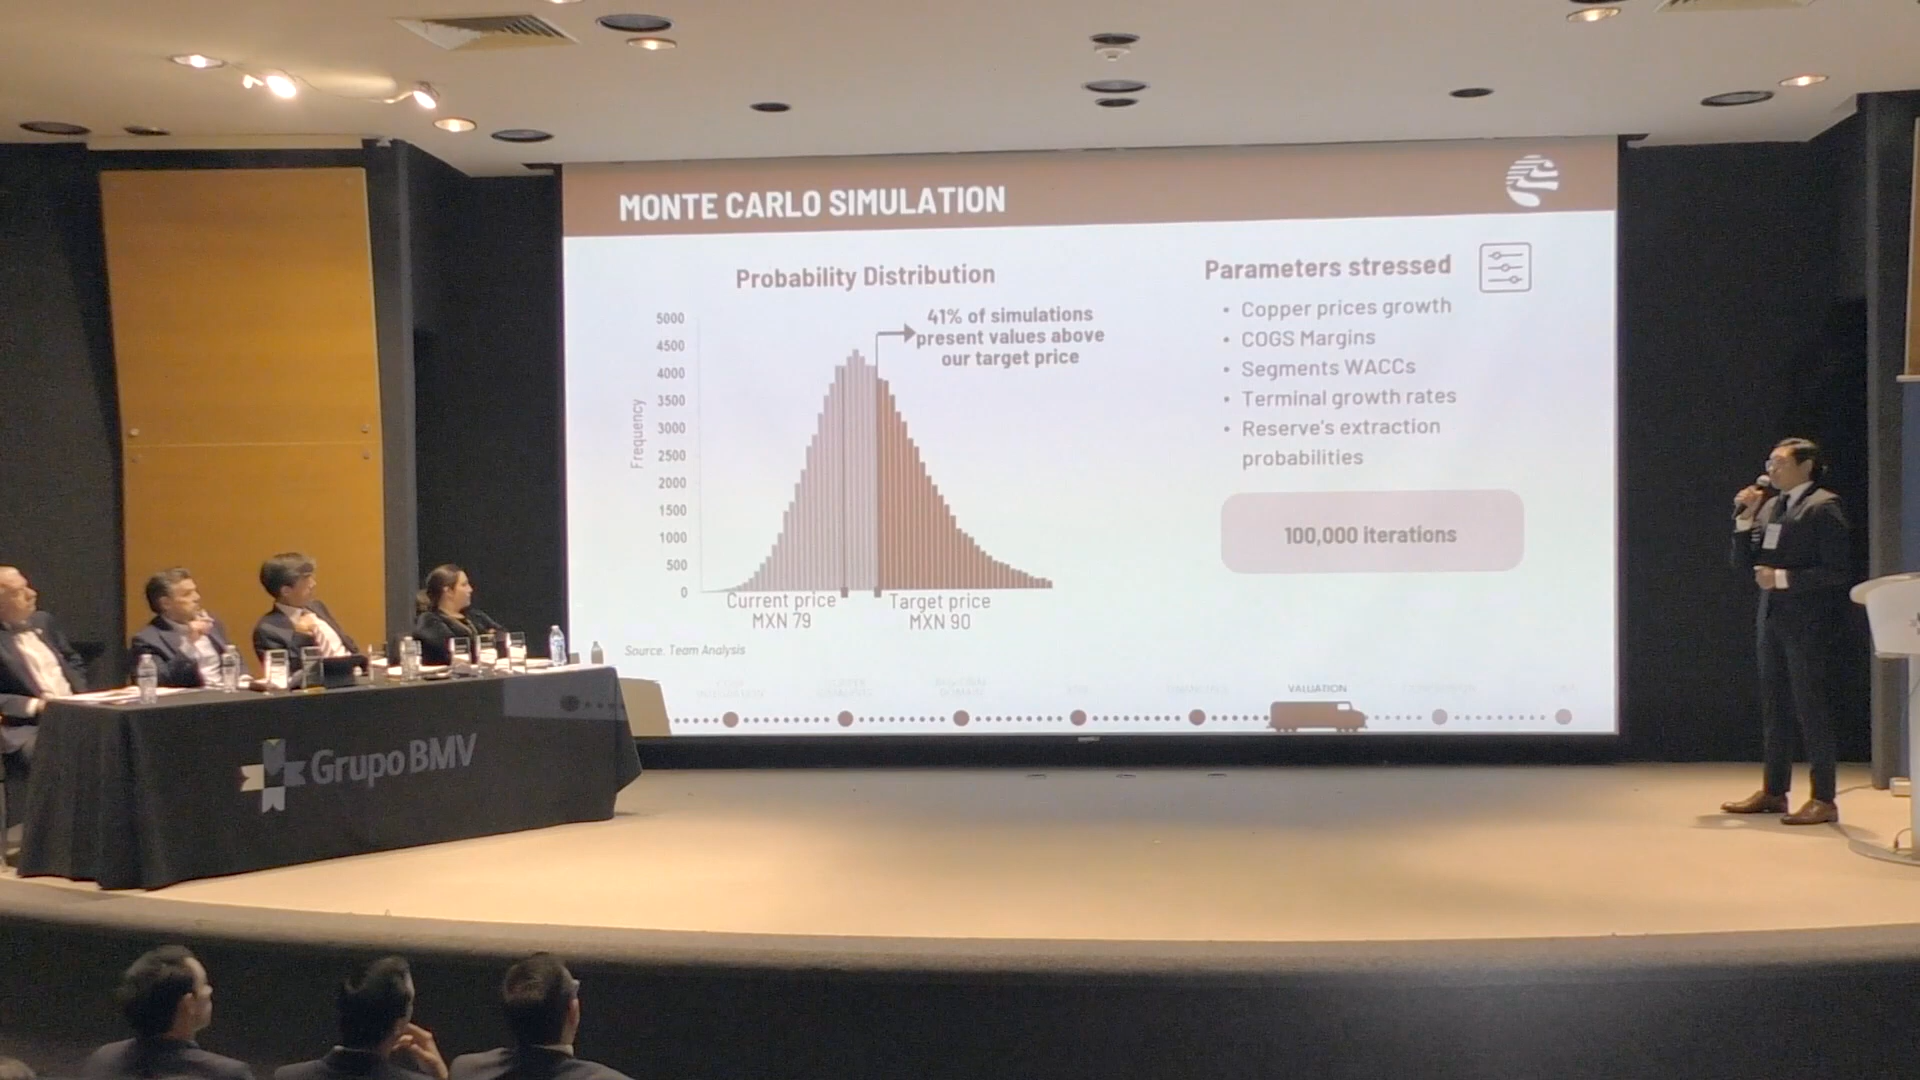 MONTE CARLO SIMULATION
Probability Distribution
41% of simulations
present values above
our target price
5000
4500
4000
3500
3000
2500
2000
1500
1000
500
0
Frequency
Current price
MXN 79
Target price
MXN 90
Source. Team Analysis
Parameters stressed
• Copper prices growth
• COGS Margins
• Segments WACCs
• Terminal growth rates
• Reserve's extraction
probabilities
100,000 iterations
VALUATION
Grupo BMV